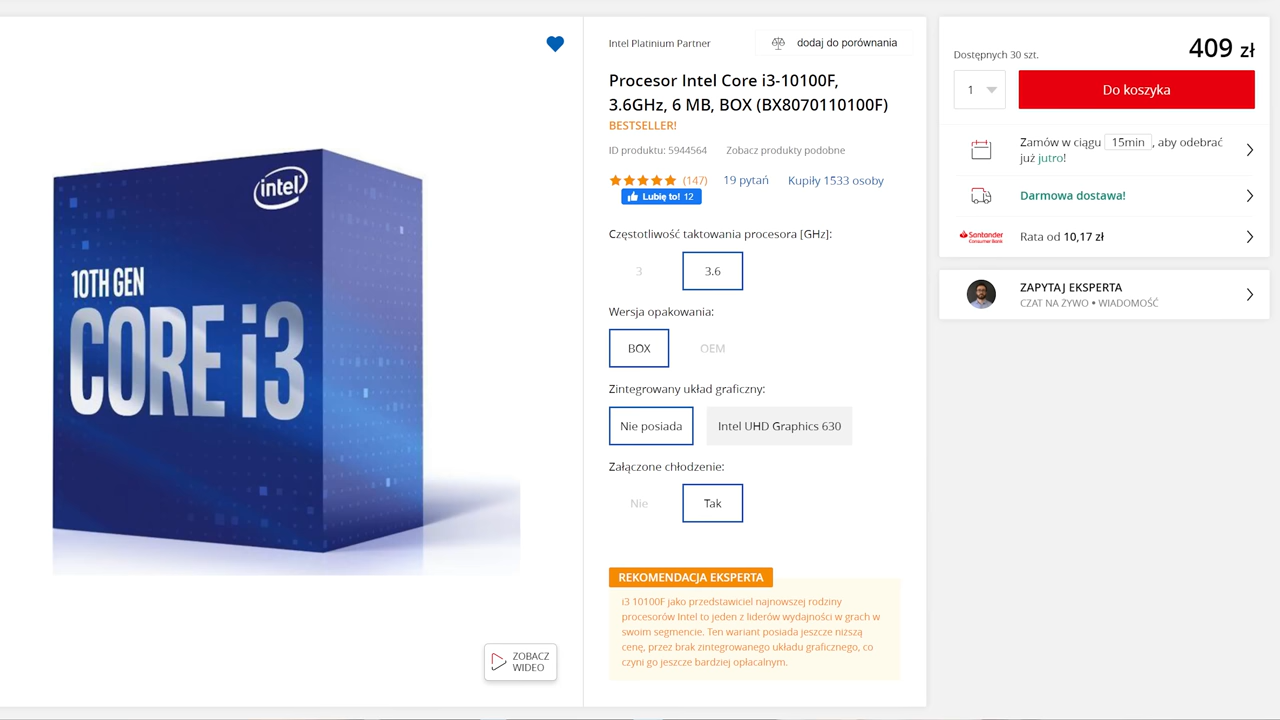 intel
10TH GEN
CORE i3
ZOBACZ
WIDEO
Intel Platinium Partner
dodaj do porównania
Procesor Intel Core i3-10100F,
3.6GHz, 6 MB, BOX (BX8070110100F)
BESTSELLER!
ID produktu: 5944564 Zobacz produkty podobne
(147) 19 pytań Kupiły 1533 osoby
Lubię to! 12
Częstotliwość taktowania procesora [GHz]:
3 3.6
Wersja opakowania:
BOX OEM
Zintegrowany układ graficzny:
Nie posiada Intel UHD Graphics 630
Załączone chłodzenie:
Nie Tak
REKOMENDACJA EKSPERTA
i3 10100F jako przedstawiciel najnowszej rodziny
procesorów Intel to jeden z liderów wydajności w grach w
swoim segmencie. Ten wariant posiada jeszcze niższą
cenę, przez brak zintegrowanego układu graficznego, co
czyni go jeszcze bardziej opłacalnym.
Dostępnych 30 szt. 409 zł
1 Do koszyka
Zamów w ciągu 15min , aby odebrać
już jutro!
Darmowa dostawa!
Santander
Consumer Bank
Rata od 10,17 zł
ZAPYTAJ EKSPERTA
CZAT NA ŻYWO • WIADOMOŚĆ